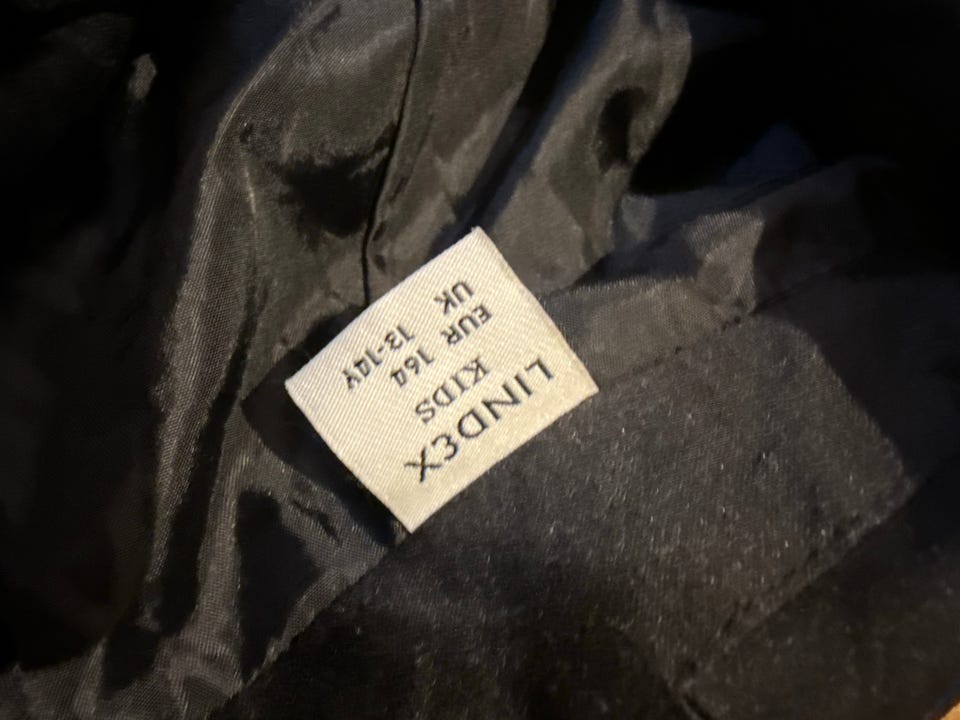 LINDEX
KIDS
EUR 164
UK 13-14Y